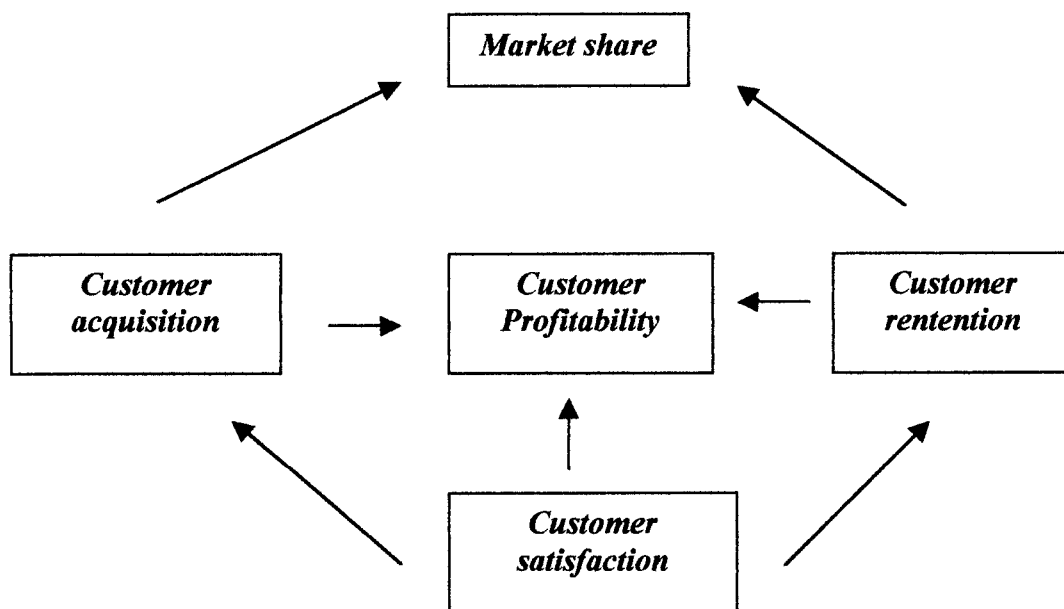 Market share
Customer
acquisition
Customer
Profitability
Customer
rentention
Customer
satisfaction